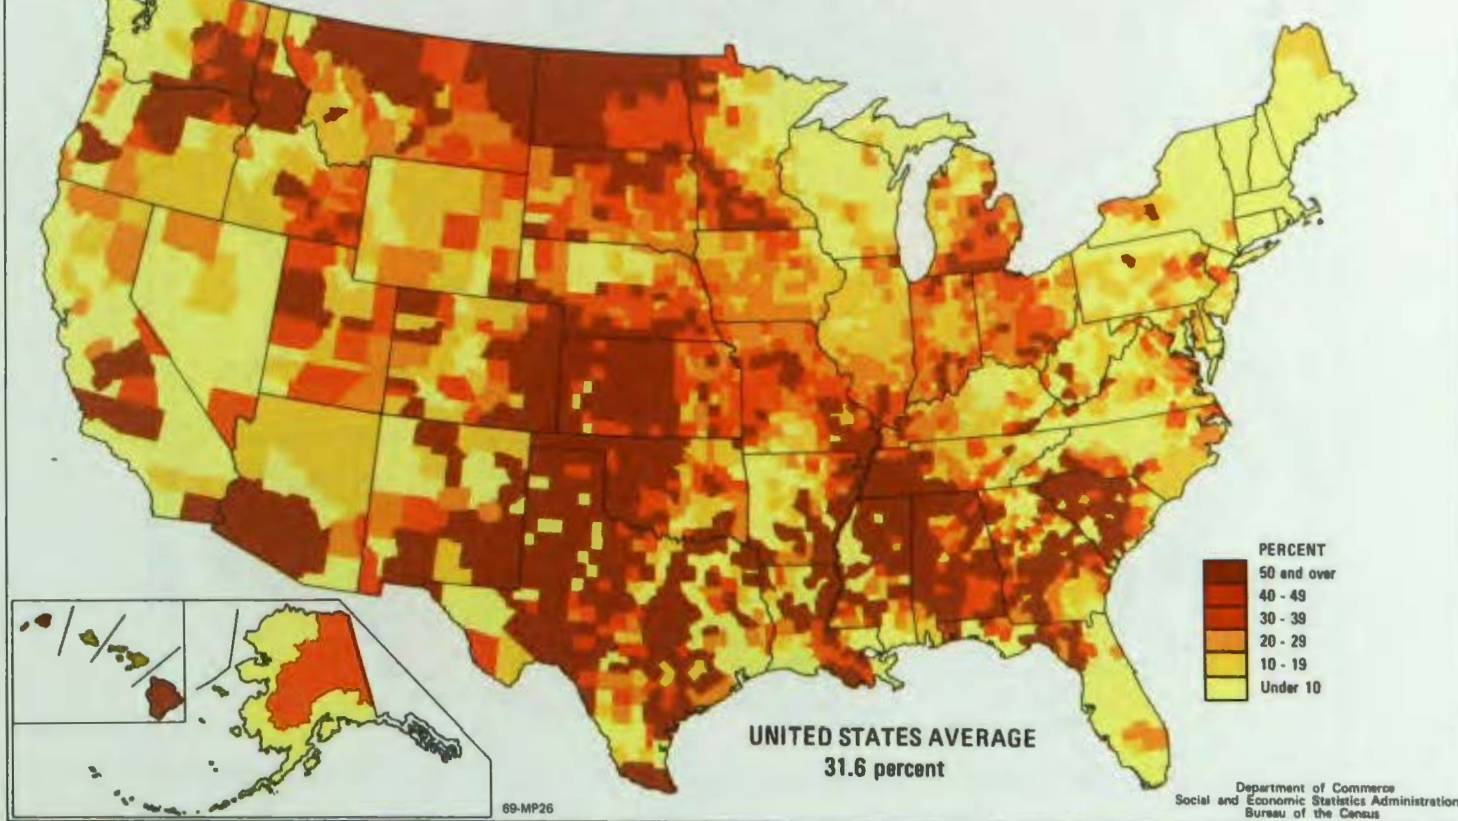 PERCENT
50 and over
40 - 49
30 - 39
20 - 29
10 - 19
Under 10
UNITED STATES AVERAGE
31.6 percent
69-MP26
Department of Commerce
Social and Economic Statistics Administration
Bureau of the Census